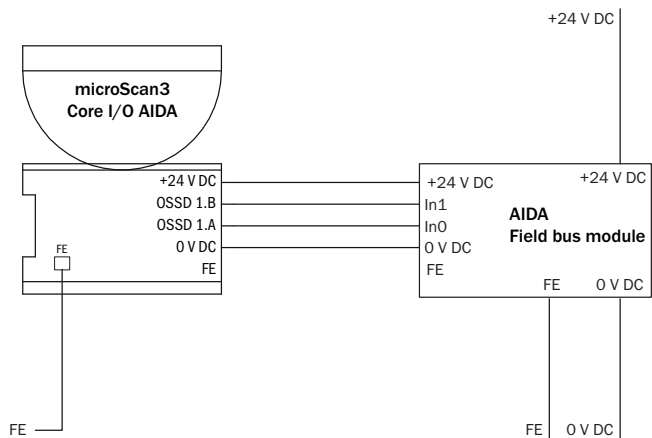 +24 V DC
microScan3
Core I/O AIDA
+24 V DC
OSSD 1.B
OSSD 1.A
0 V DC
FE
FE
+24 V DC
In1
In0
0 V DC
FE
+24 V DC
AIDA
Field bus module
FE
0 V DC
FE
FE
0 V DC